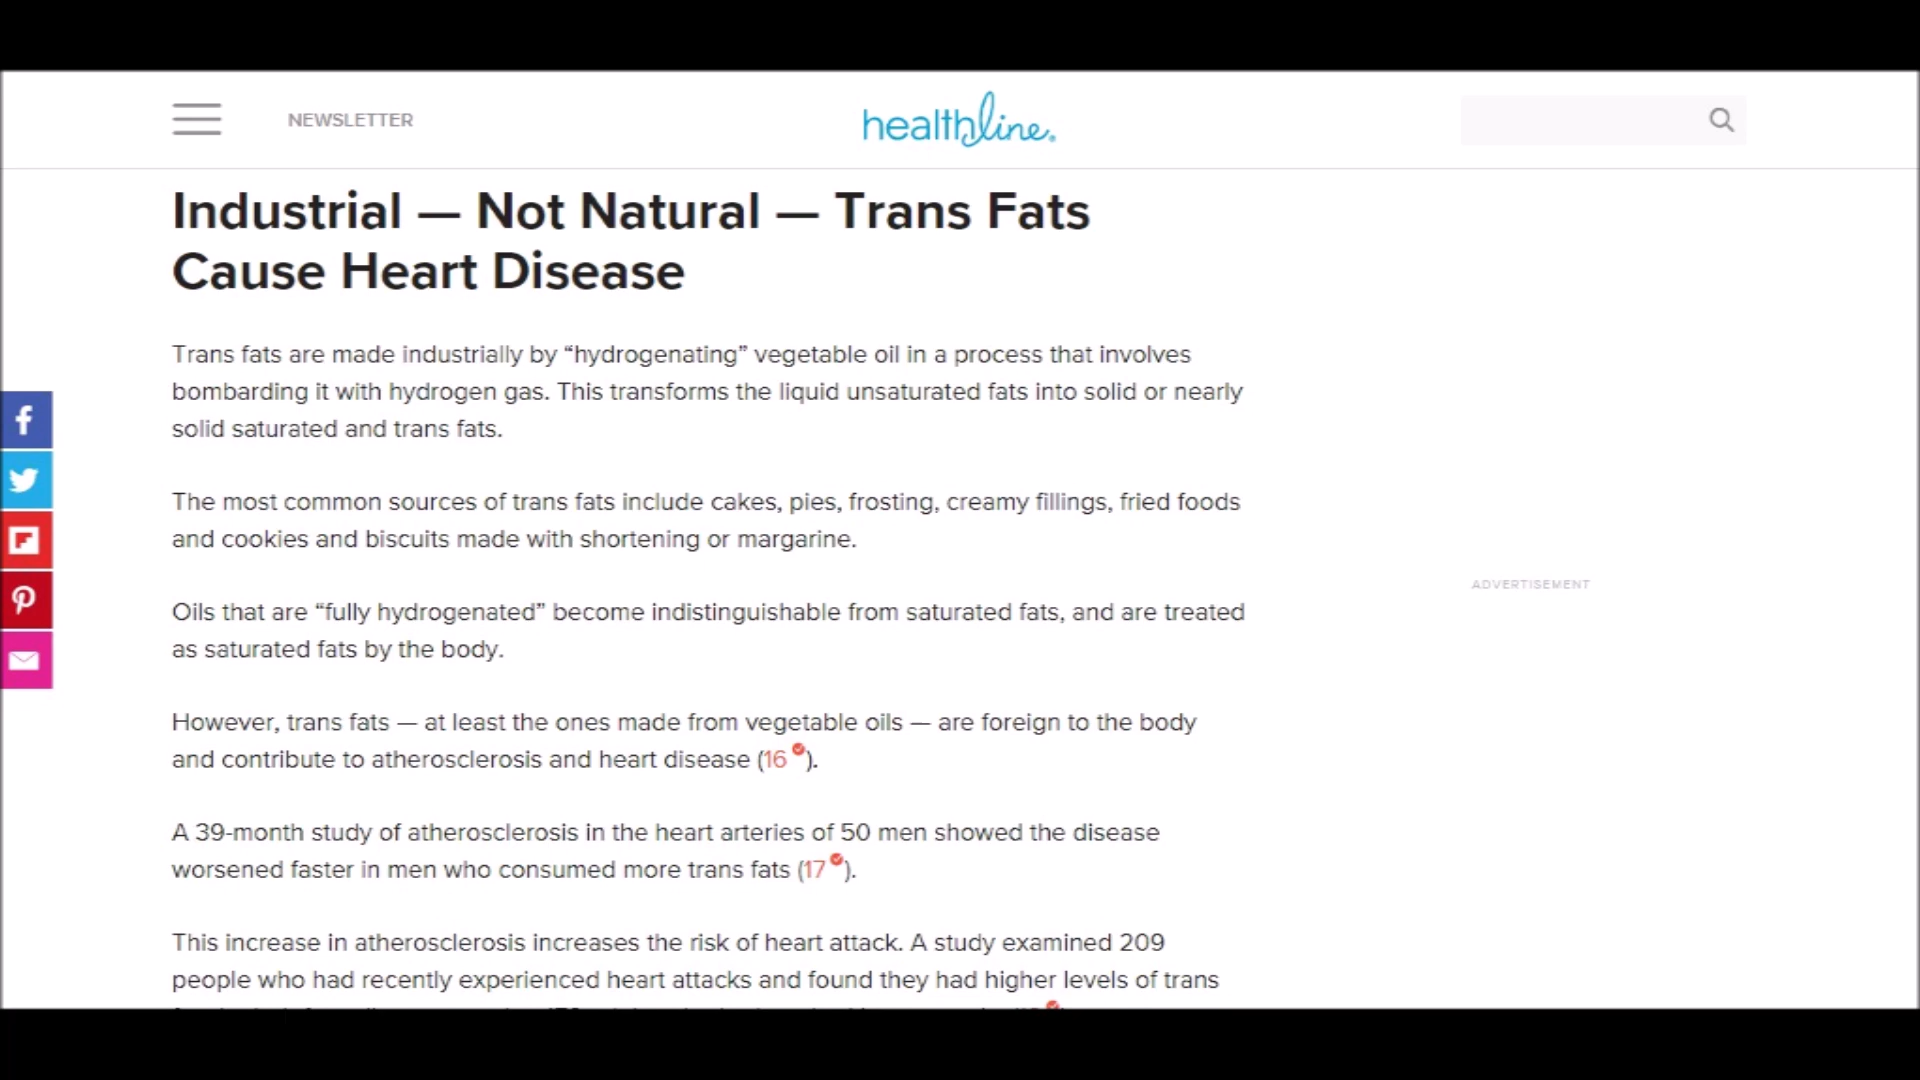 NEWSLETTER
healthline
Industrial — Not Natural — Trans Fats
Cause Heart Disease
Trans fats are made industrially by “hydrogenating” vegetable oil in a process that involves
bombarding it with hydrogen gas. This transforms the liquid unsaturated fats into solid or nearly
solid saturated and trans fats.
The most common sources of trans fats include cakes, pies, frosting, creamy fillings, fried foods
and cookies and biscuits made with shortening or margarine.
ADVERTISEMENT
Oils that are “fully hydrogenated” become indistinguishable from saturated fats, and are treated
as saturated fats by the body.
However, trans fats — at least the ones made from vegetable oils — are foreign to the body
and contribute to atherosclerosis and heart disease (16).
A 39-month study of atherosclerosis in the heart arteries of 50 men showed the disease
worsened faster in men who consumed more trans fats (17).
This increase in atherosclerosis increases the risk of heart attack. A study examined 209
people who had recently experienced heart attacks and found they had higher levels of trans